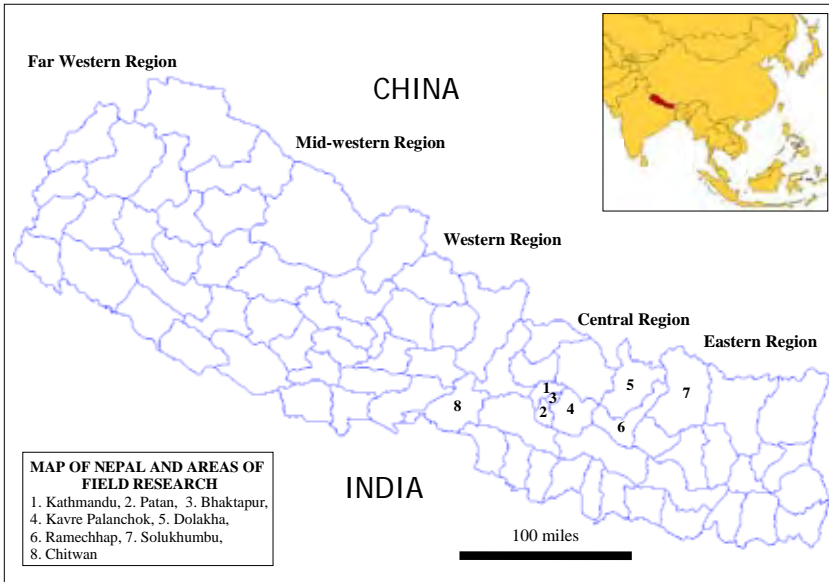 Far Western Region
CHINA
Mid-western Region
Western Region
Central Region
Eastern Region
1
3
2
4
5
6
7
8
MAP OF NEPAL AND AREAS OF
FIELD RESEARCH
1. Kathmandu, 2. Patan, 3. Bhaktapur,
4. Kavre Palanchok, 5. Dolakha,
6. Ramechhap, 7. Solukhumbu,
8. Chitwan
INDIA
100 miles